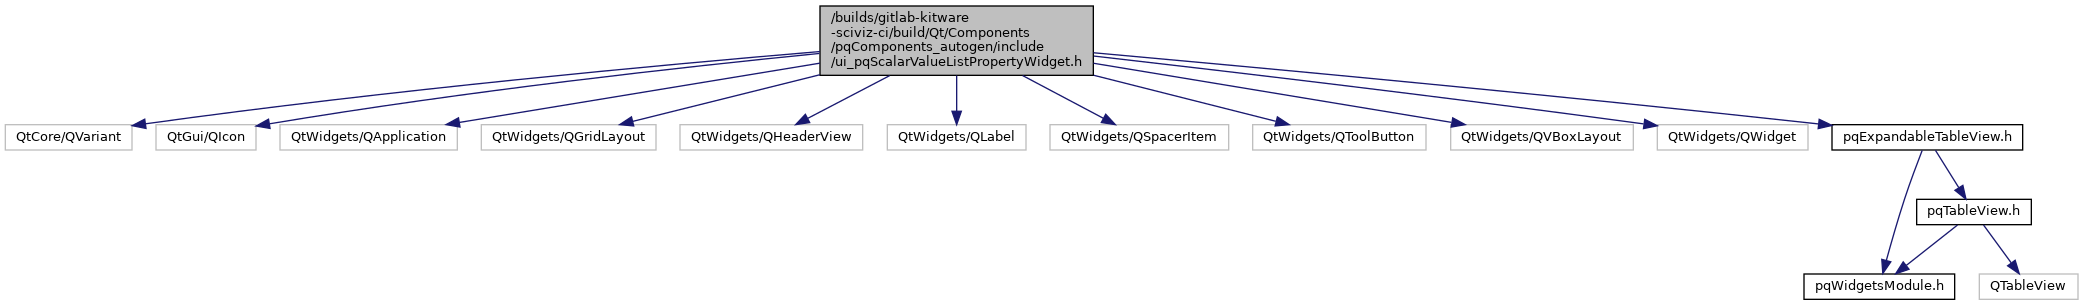 /builds/gitlab-kitware
-sciviz-ci/build/Qt/Components
/pqComponents_autogen/include
/ui_pqScalarValueListPropertyWidget.h
QtCore/QVariant
QtGui/QIcon
QtWidgets/QApplication
QtWidgets/QGridLayout
QtWidgets/QHeaderView
QtWidgets/QLabel
QtWidgets/QSpacerItem
QtWidgets/QToolButton
QtWidgets/QVBoxLayout
QtWidgets/QWidget
pqExpandableTableView.h
pqTableView.h
pqWidgetsModule.h
QTableView